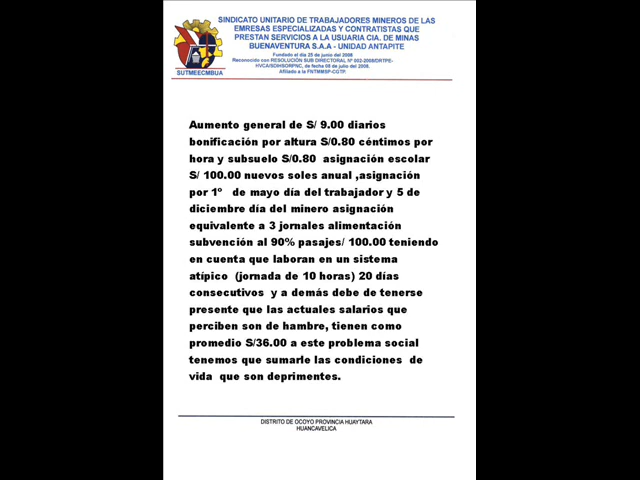 SINDICATO UNITARIO DE TRABAJADORES MINEROS DE LAS
EMRESAS ESPECIALIZADAS Y CONTRATISTAS QUE
PRESTAN SERVICIOS A LA USUARIA CIA. DE MINAS
BUENAVENTURA S.A.A - UNIDAD ANTAPITE
Fundado el día 25 de junio del 2008
Reconocido con RESOLUCIÓN SUB DIRECTORAL Nº 002-2008/DRTPE-
HVCA/SDIHSORPNC, de fecha 08 de julio del 2008.
Afiliado a la FNTMMSP-CGTP.
SUTMEECMBUA
Aumento general de S/ 9.00 diarios
bonificación por altura S/0.80 céntimos por
hora y subsuelo S/0.80 asignación escolar
S/ 100.00 nuevos soles anual ,asignación
por 1º de mayo día del trabajador y 5 de
diciembre día del minero asignación
equivalente a 3 jornales alimentación
subvención al 90% pasajes/ 100.00 teniendo
en cuenta que laboran en un sistema
atípico (jornada de 10 horas) 20 días
consecutivos y a demás debe de tenerse
presente que las actuales salarios que
perciben son de hambre, tienen como
promedio S/36.00 a este problema social
tenemos que sumarle las condiciones de
vida que son deprimentes.
DISTRITO DE OCOYO PROVINCIA HUAYTARA
HUANCAVELICA